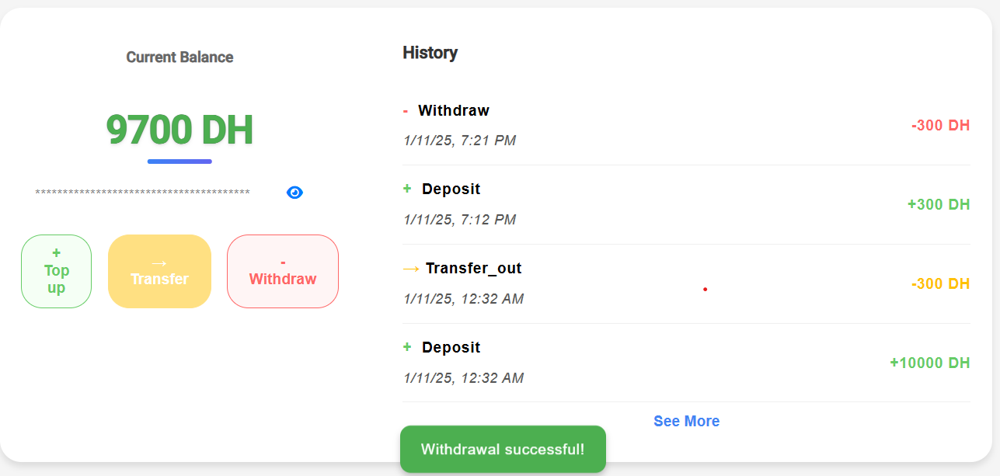 Current Balance
9700 DH
***************************************
+
Top
up
→
Transfer
-
Withdraw
History
- Withdraw
1/11/25, 7:21 PM
-300 DH
+ Deposit
1/11/25, 7:12 PM
+300 DH
→ Transfer_out
1/11/25, 12:32 AM
-300 DH
+ Deposit
1/11/25, 12:32 AM
+10000 DH
See More
Withdrawal successful!